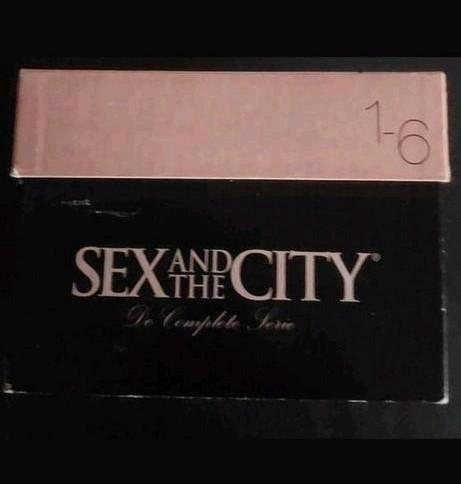 1-6
SEX AND THE CITY®
De Complete Serie